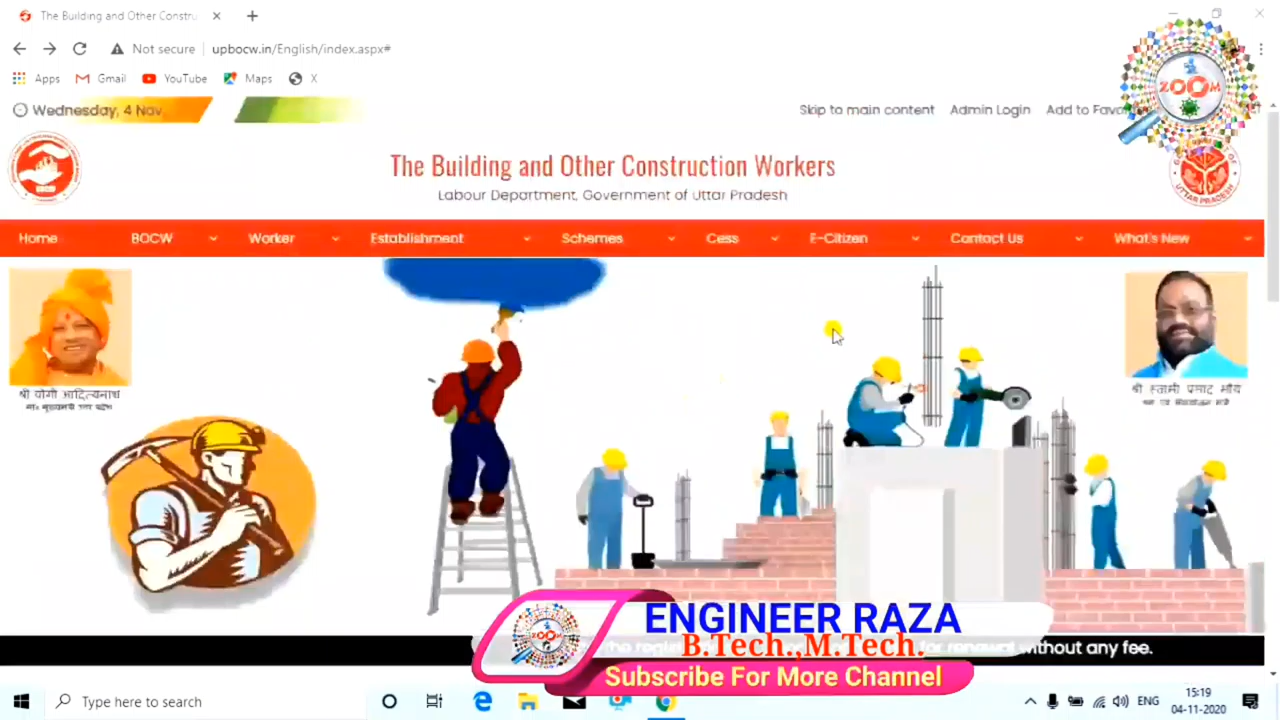 The Building and Other Constru
Not secure | upbocw.in/English/index.aspx#
Apps Gmail YouTube Maps X
Wednesday, 4 Nov
Skip to main content Admin Login Add to Favo
ZOOM
The Building and Other Construction Workers
Labour Department, Government of Uttar Pradesh
Home BOCW Worker Establishment Schemes Cess E-Citizen Contact Us What's New
श्री योगी आदित्यनाथ
श्री स्वामी प्रसाद मौर्य
ENGINEER RAZA
ZOOM
B.Tech.,M.Tech.
for renewal without any fee.
Subscribe For More Channel
Type here to search
ENG
15:19
04-11-2020